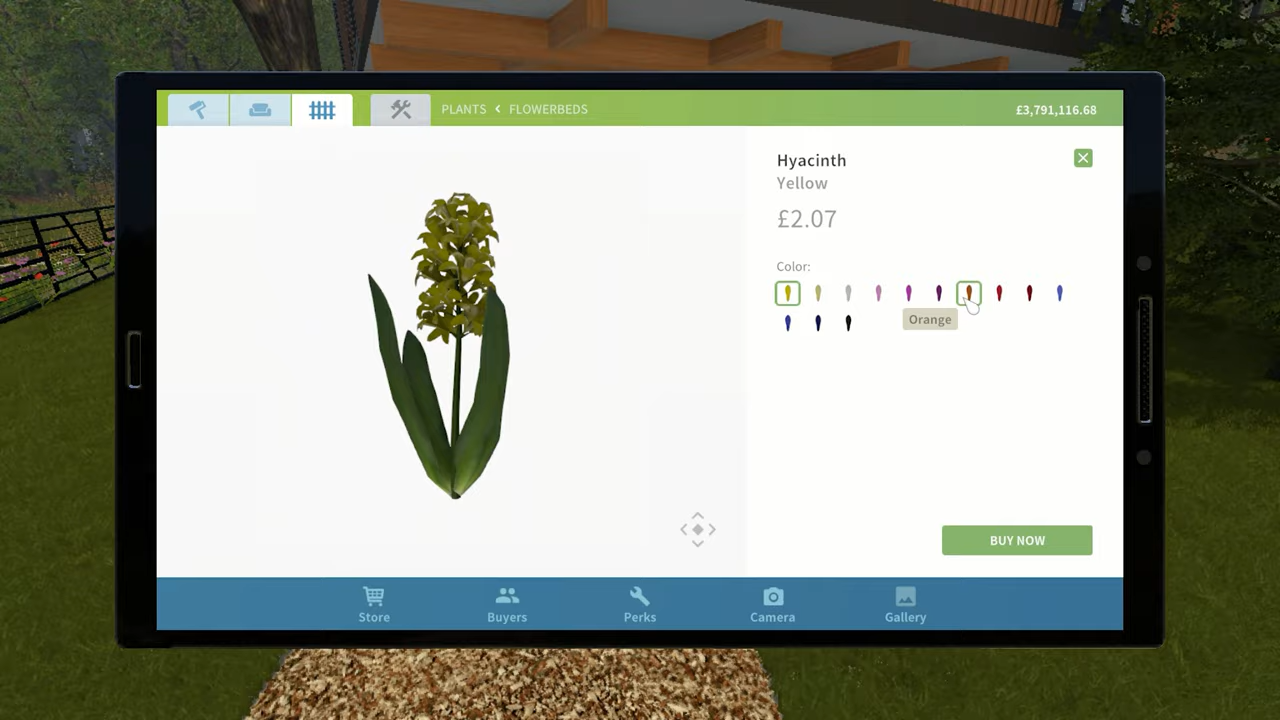 PLANTS < FLOWERBEDS
£3,791,116.68
Hyacinth
Yellow
£2.07
Color:
Orange
BUY NOW
Store
Buyers
Perks
Camera
Gallery